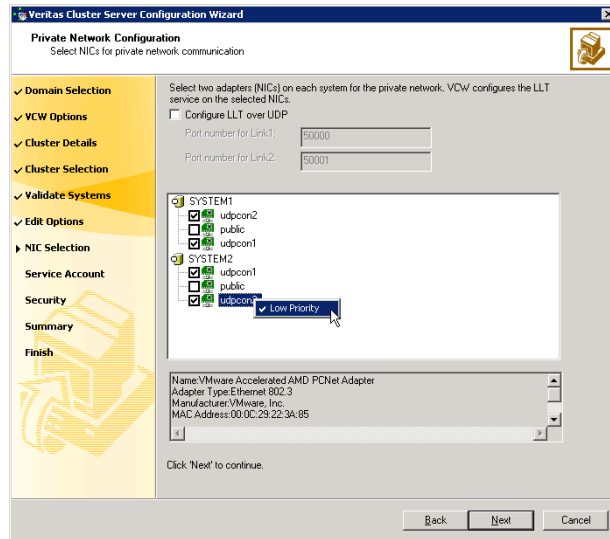 Veritas Cluster Server Configuration Wizard
Private Network Configuration
Select NICs for private network communication
Domain Selection
VCW Options
Cluster Details
Cluster Selection
Validate Systems
Edit Options
NIC Selection
Service Account
Security
Summary
Finish
Select two adapters (NICs) on each system for the private network. VCW configures the LLT
service on the selected NICs.
Configure LLT over UDP
Port number for Link1:
50000
Port number for Link2:
50001
SYSTEM1
udpcon2
public
udpcon1
SYSTEM2
udpcon1
public
Low Priority
Name:VMware Accelerated AMD PCNet Adapter
Adapter Type:Ethernet 802.3
Manufacturer:VMware, Inc.
MAC Address:00:0C:29:22:3A:85
Click 'Next' to continue.
Back
Next
Cancel